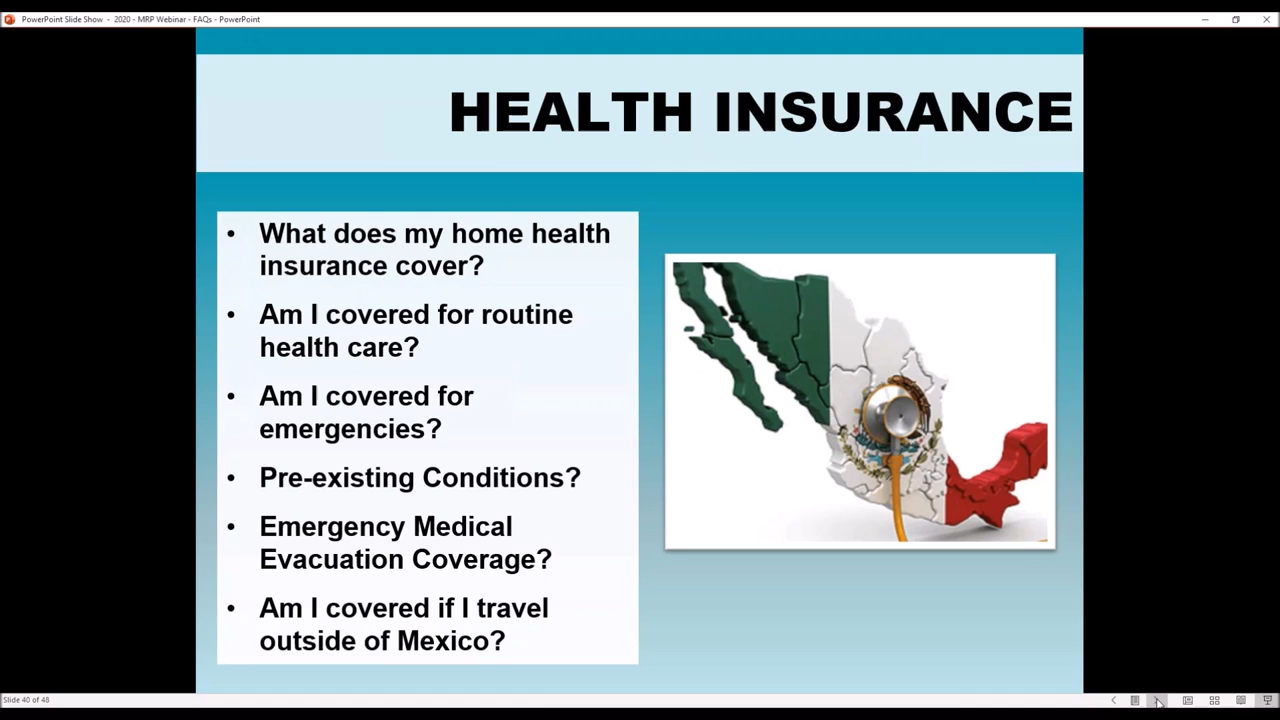 PowerPoint Slide Show - 2020 - MRP Webinar - FAQs - PowerPoint
HEALTH INSURANCE
• What does my home health
insurance cover?
• Am I covered for routine
health care?
• Am I covered for
emergencies?
• Pre-existing Conditions?
• Emergency Medical
Evacuation Coverage?
• Am I covered if I travel
outside of Mexico?
Slide 40 of 48